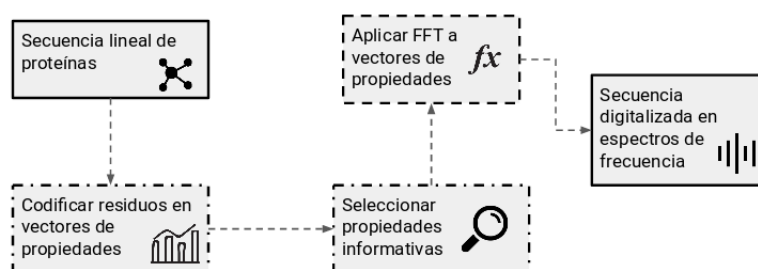 Secuencia lineal de
proteínas
Codificar residuos en
vectores de
propiedades
Seleccionar
propiedades
informativas
Aplicar FFT a
vectores de
propiedades
fx
Secuencia
digitalizada en
espectros de
frecuencia